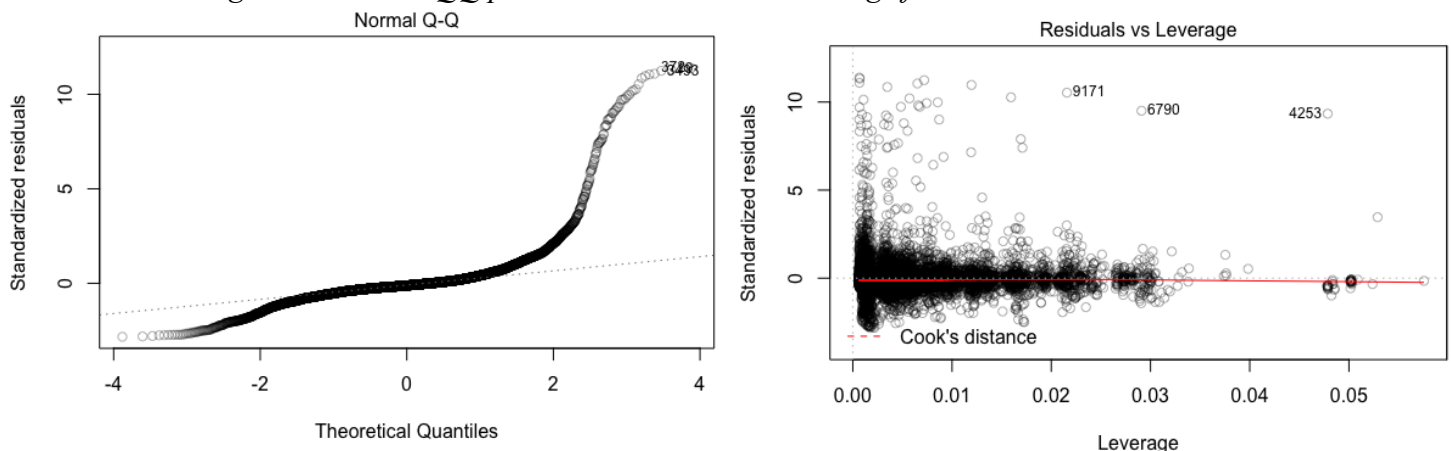 Normal Q-Q
Standardized residuals
10
5
0
-4 -2 0 2 4
Theoretical Quantiles
3493
Residuals vs Leverage
Standardized residuals
10
5
0
9171
6790
4253
Cook's distance
0.00 0.01 0.02 0.03 0.04 0.05
Leverage